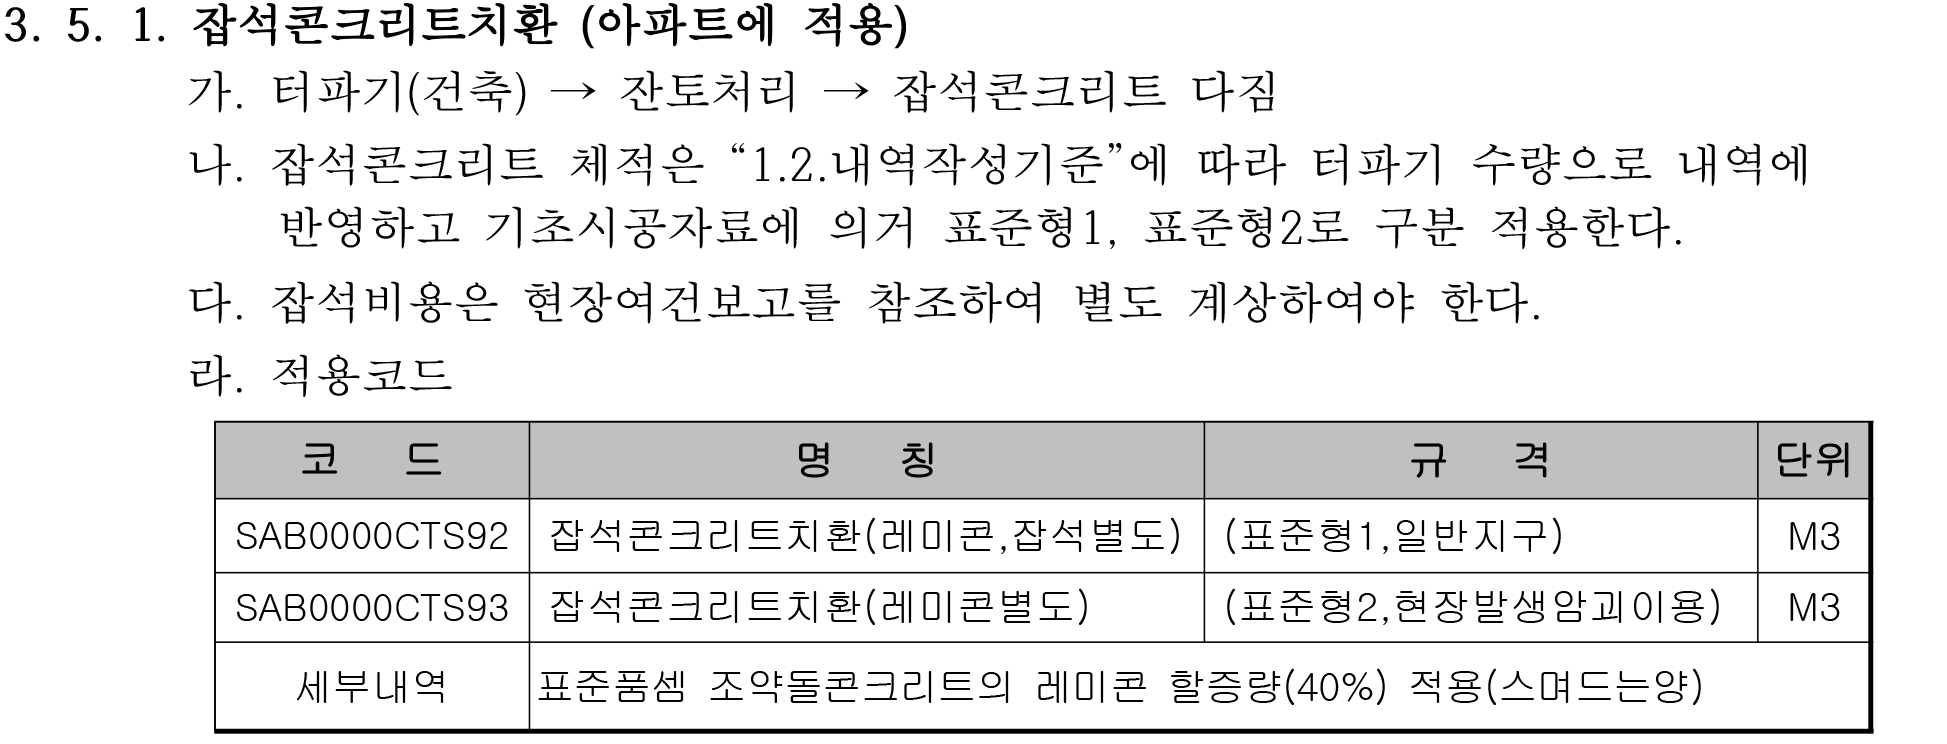 3. 5. 1. 잡석콘크리트치환 (아파트에 적용)
가. 터파기(건축) → 잔토처리 → 잡석콘크리트 다짐
나. 잡석콘크리트 체적은 “1.2.내역작성기준”에 따라 터파기 수량으로 내역에
반영하고 기초시공자료에 의거 표준형1, 표준형2로 구분 적용한다.
다. 잡석비용은 현장여건보고를 참조하여 별도 계상하여야 한다.
라. 적용코드
코 드 명 칭 규 격 단위
SAB0000CTS92 잡석콘크리트치환(레미콘,잡석별도) (표준형1,일반지구) M3
SAB0000CTS93 잡석콘크리트치환(레미콘별도) (표준형2,현장발생암괴이용) M3
세부내역 표준품셈 조약돌콘크리트의 레미콘 할증량(40%) 적용(스며드는양)